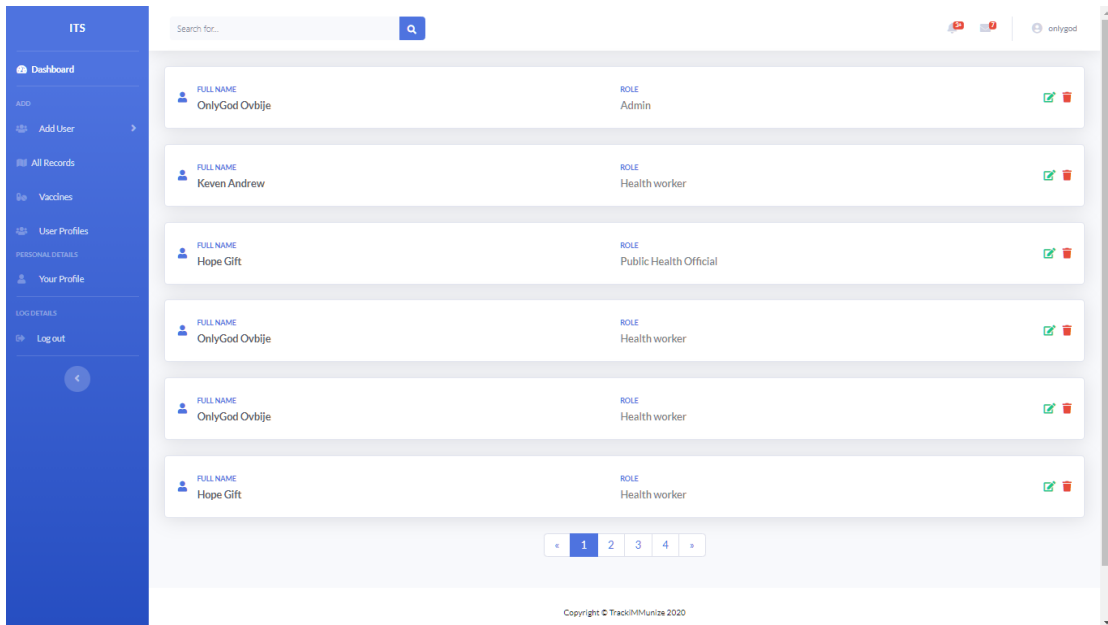 ITS
Dashboard
ADD
Add User
All Records
Vaccines
User Profiles
PERSONAL DETAILS
Your Profile
LOG DETAILS
Log out
Search for...
3+
7
onlygod
FULL NAME
OnlyGod Ovbije
ROLE
Admin
FULL NAME
Keven Andrew
ROLE
Health worker
FULL NAME
Hope Gift
ROLE
Public Health Official
FULL NAME
OnlyGod Ovbije
ROLE
Health worker
FULL NAME
OnlyGod Ovbije
ROLE
Health worker
FULL NAME
Hope Gift
ROLE
Health worker
« 1 2 3 4 »
Copyright © TrackIMMunize 2020